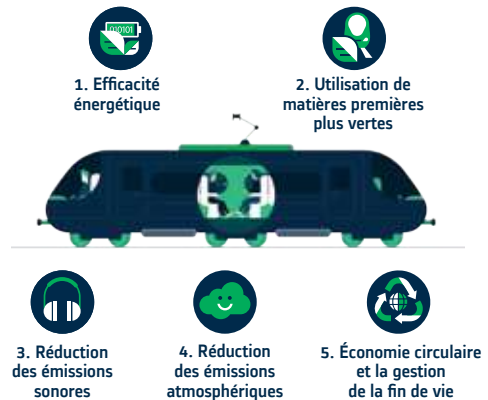 010101
1. Efficacité
énergétique
2. Utilisation de
matières premières
plus vertes
3. Réduction
des émissions
sonores
4. Réduction
des émissions
atmosphériques
5. Économie circulaire
et la gestion
de la fin de vie